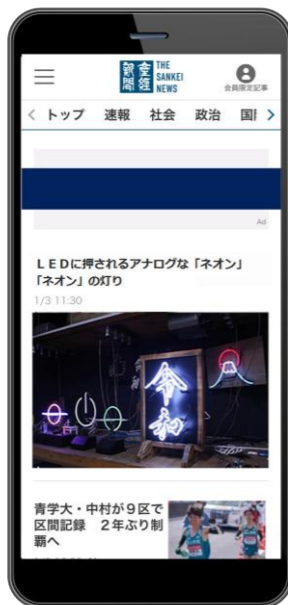 産経
新聞
THE
SANKEI
NEWS
会員限定記事
トップ 速報 社会 政治
Ad
LEDに押されるアナログな「ネオン」
「ネオン」の灯り
1/3 11:30
令和
青学大・中村が9区で
区間記録 2年ぶり制
覇へ